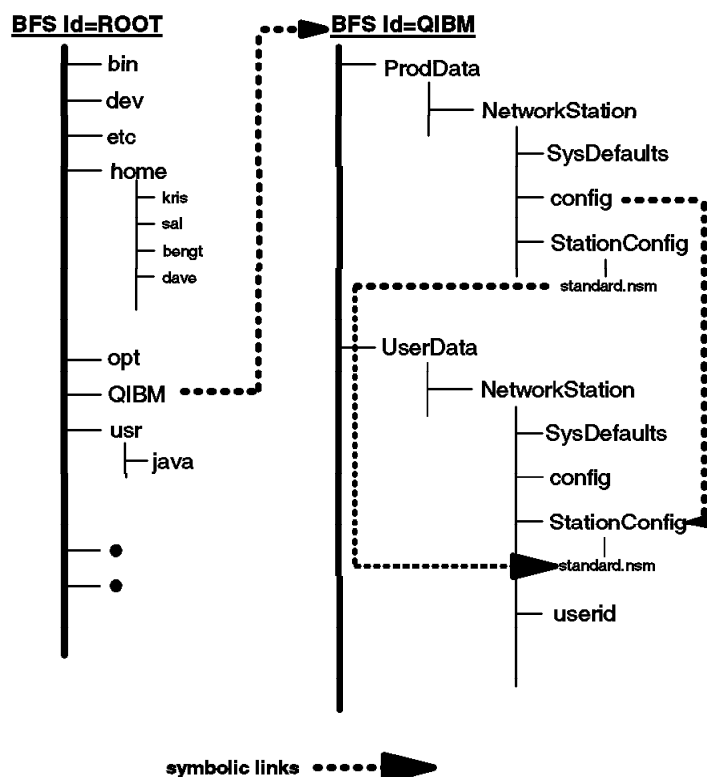 BFS Id=ROOT
bin
dev
etc
home
kris
sal
bengt
dave
opt
QIBM
usr
java
BFS Id=QIBM
ProdData
NetworkStation
SysDefaults
config
StationConfig
standard.nsm
UserData
NetworkStation
SysDefaults
config
StationConfig
standard.nsm
userid
symbolic links